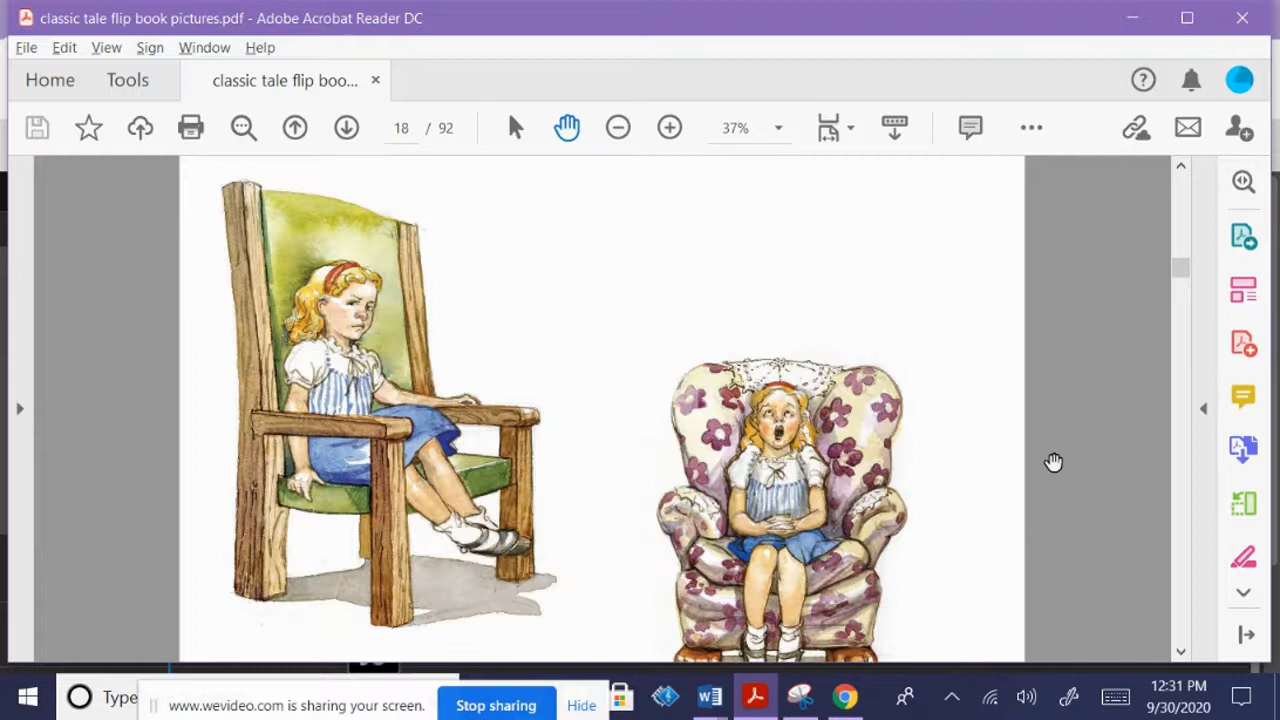 classic tale flip book pictures.pdf - Adobe Acrobat Reader DC
File Edit View Sign Window Help
Home Tools classic tale flip boo... ×
18 / 92 37%
12:31 PM
Type www.wevideo.com is sharing your screen. Stop sharing Hide
9/30/2020